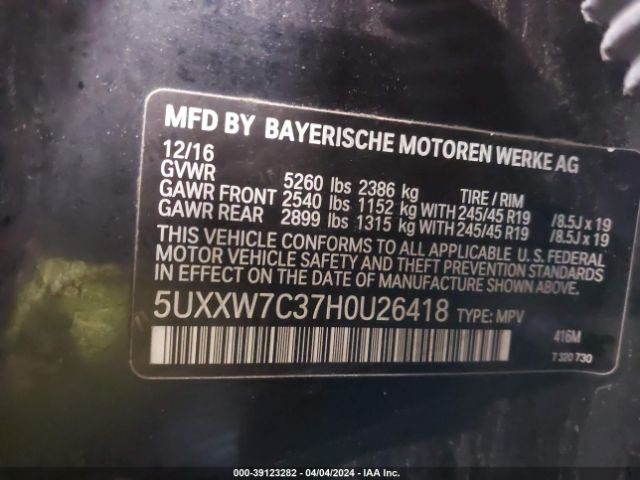 MFD BY BAYERISCHE MOTOREN WERKE AG
12/16
GVWR 5260 lbs 2386 kg TIRE / RIM
GAWR FRONT 2540 lbs 1152 kg WITH 245/45 R19 /8.5J x 19
GAWR REAR 2899 lbs 1315 kg WITH 245/45 R19 /8.5J x 19
THIS VEHICLE CONFORMS TO ALL APPLICABLE U.S. FEDERAL
MOTOR VEHICLE SAFETY AND THEFT PREVENTION STANDARDS
IN EFFECT ON THE DATE OF MANUFACTURE SHOWN ABOVE.
5UXXW7C37H0U26418 TYPE: MPV
416M
7 320 730
000-39123282 - 04/04/2024 - IAA Inc.